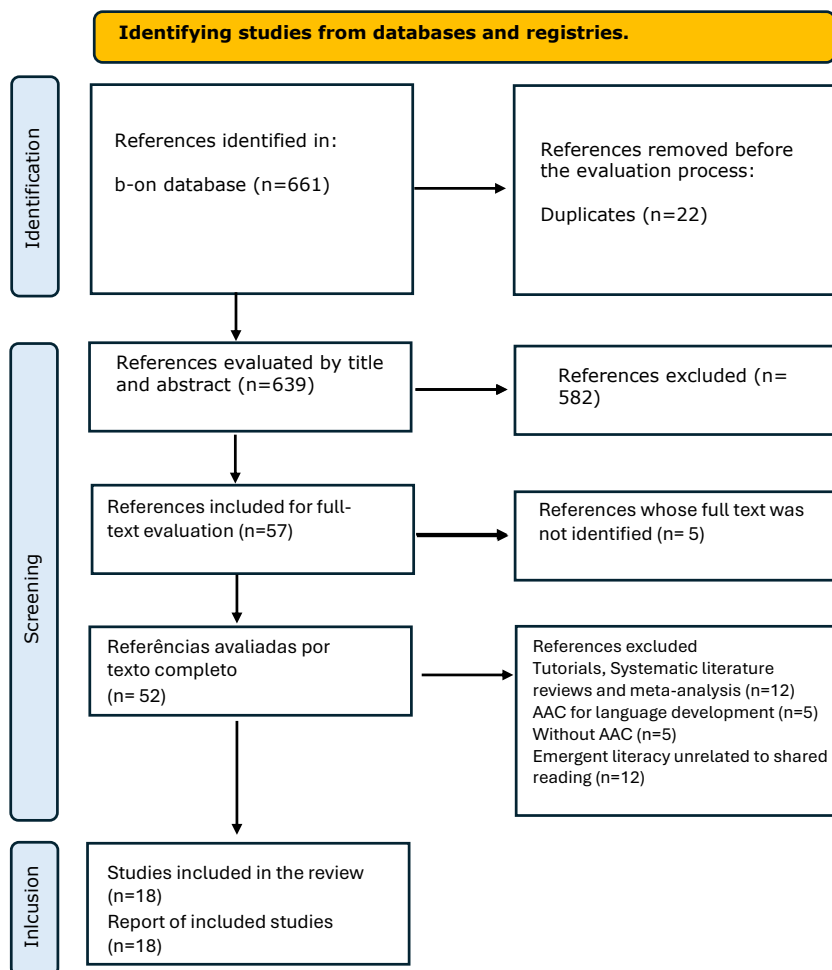 Identifying studies from databases and registries.
Identification
References identified in:
b-on database (n=661)
References removed before
the evaluation process:
Duplicates (n=22)
Screening
References evaluated by title
and abstract (n=639)
References excluded (n=
582)
References included for full-
text evaluation (n=57)
References whose full text was
not identified (n= 5)
Referências avaliadas por
texto completo
(n= 52)
References excluded
Tutorials, Systematic literature
reviews and meta-analysis (n=12)
AAC for language development (n=5)
Without AAC (n=5)
Emergent literacy unrelated to shared
reading (n=12)
Inlcusion
Studies included in the review
(n=18)
Report of included studies
(n=18)